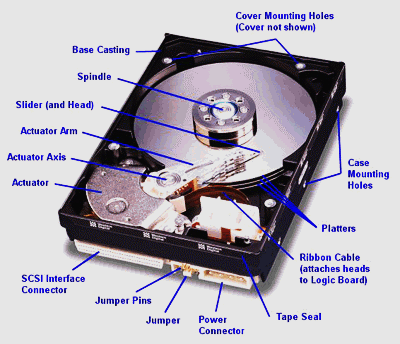 Cover Mounting Holes
(Cover not shown)
Base Casting
Spindle
Slider (and Head)
Actuator Arm
Actuator Axis
Actuator
Case
Mounting
Holes
Platters
Ribbon Cable
(attaches heads
to Logic Board)
SCSI Interface
Connector
Jumper Pins
Jumper
Power
Connector
Tape Seal